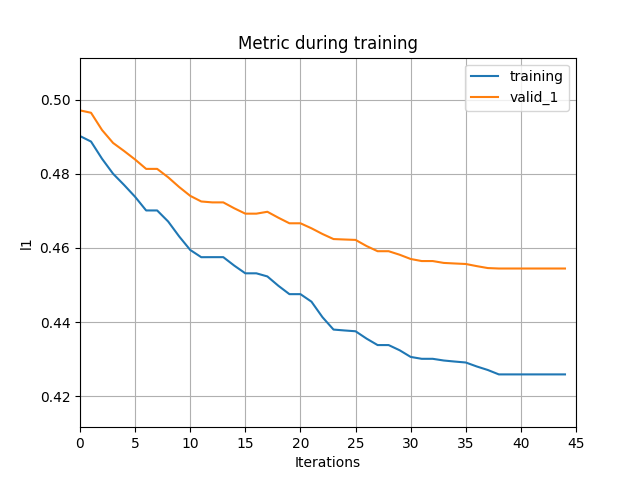 Metric during training
training
valid_1
0.50
0.48
0.46
0.44
0.42
l1
0 5 10 15 20 25 30 35 40 45
Iterations